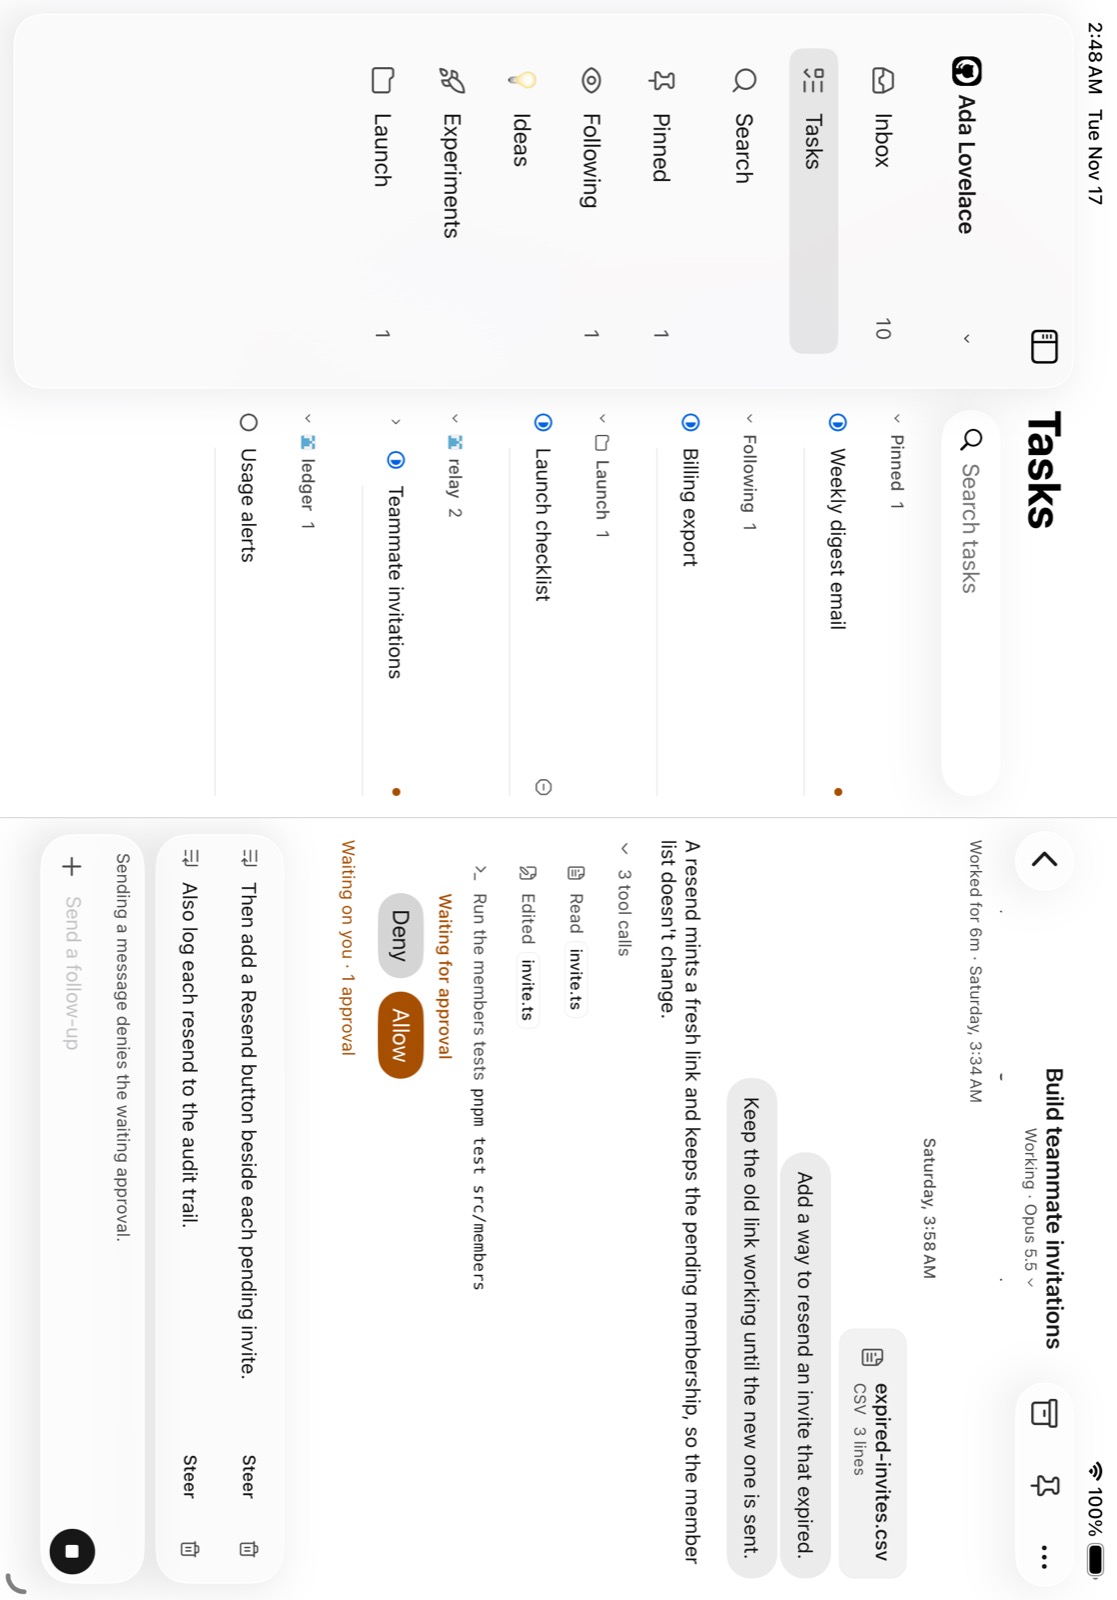 2:48 AM Tue Nov 17
100%
Ada Lovelace
Inbox 10
Tasks
Search
Pinned 1
Following 1
Ideas
Experiments
Launch 1
Tasks
Search tasks
Pinned 1
Weekly digest email
Following 1
Billing export
Launch 1
Launch checklist
relay 2
Teammate invitations
ledger 1
Usage alerts
Build teammate invitations
Working · Opus 5.5
Worked for 6m · Saturday, 3:34 AM
Saturday, 3:58 AM
expired-invites.csv
CSV 3 lines
Add a way to resend an invite that expired.
Keep the old link working until the new one is sent.
A resend mints a fresh link and keeps the pending membership, so the member
list doesn't change.
3 tool calls
Read invite.ts
Edited invite.ts
Run the members tests pnpm test src/members
Waiting for approval
Deny Allow
Waiting on you · 1 approval
Then add a Resend button beside each pending invite. Steer
Also log each resend to the audit trail. Steer
Sending a message denies the waiting approval.
Send a follow-up